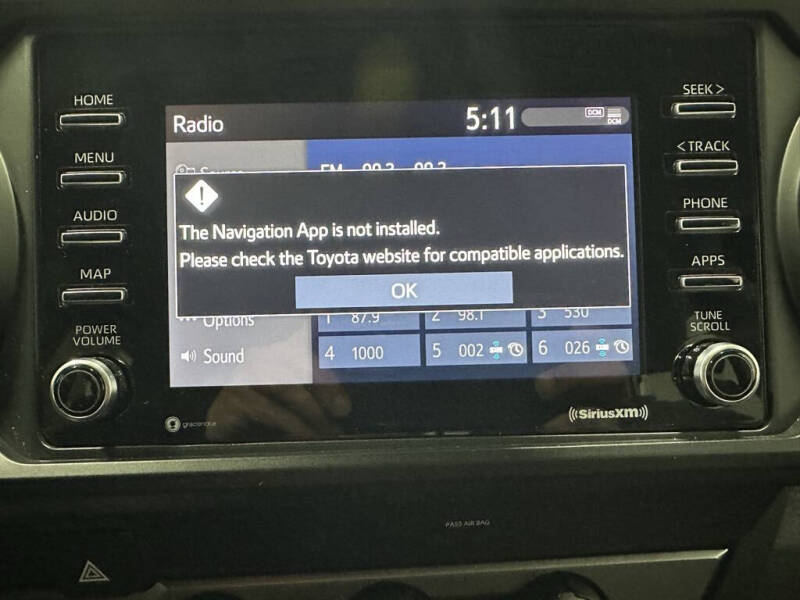 HOME
MENU
AUDIO
MAP
POWER
VOLUME
Radio
5:11
DCM
DCM
The Navigation App is not installed.
Please check the Toyota website for compatible applications.
OK
Options
Sound
1 87.9
2 98.1
3 530
4 1000
5 002
6 026
SEEK >
< TRACK
PHONE
APPS
TUNE
SCROLL
gracenote
((SiriusXM))
PASS AIR BAG